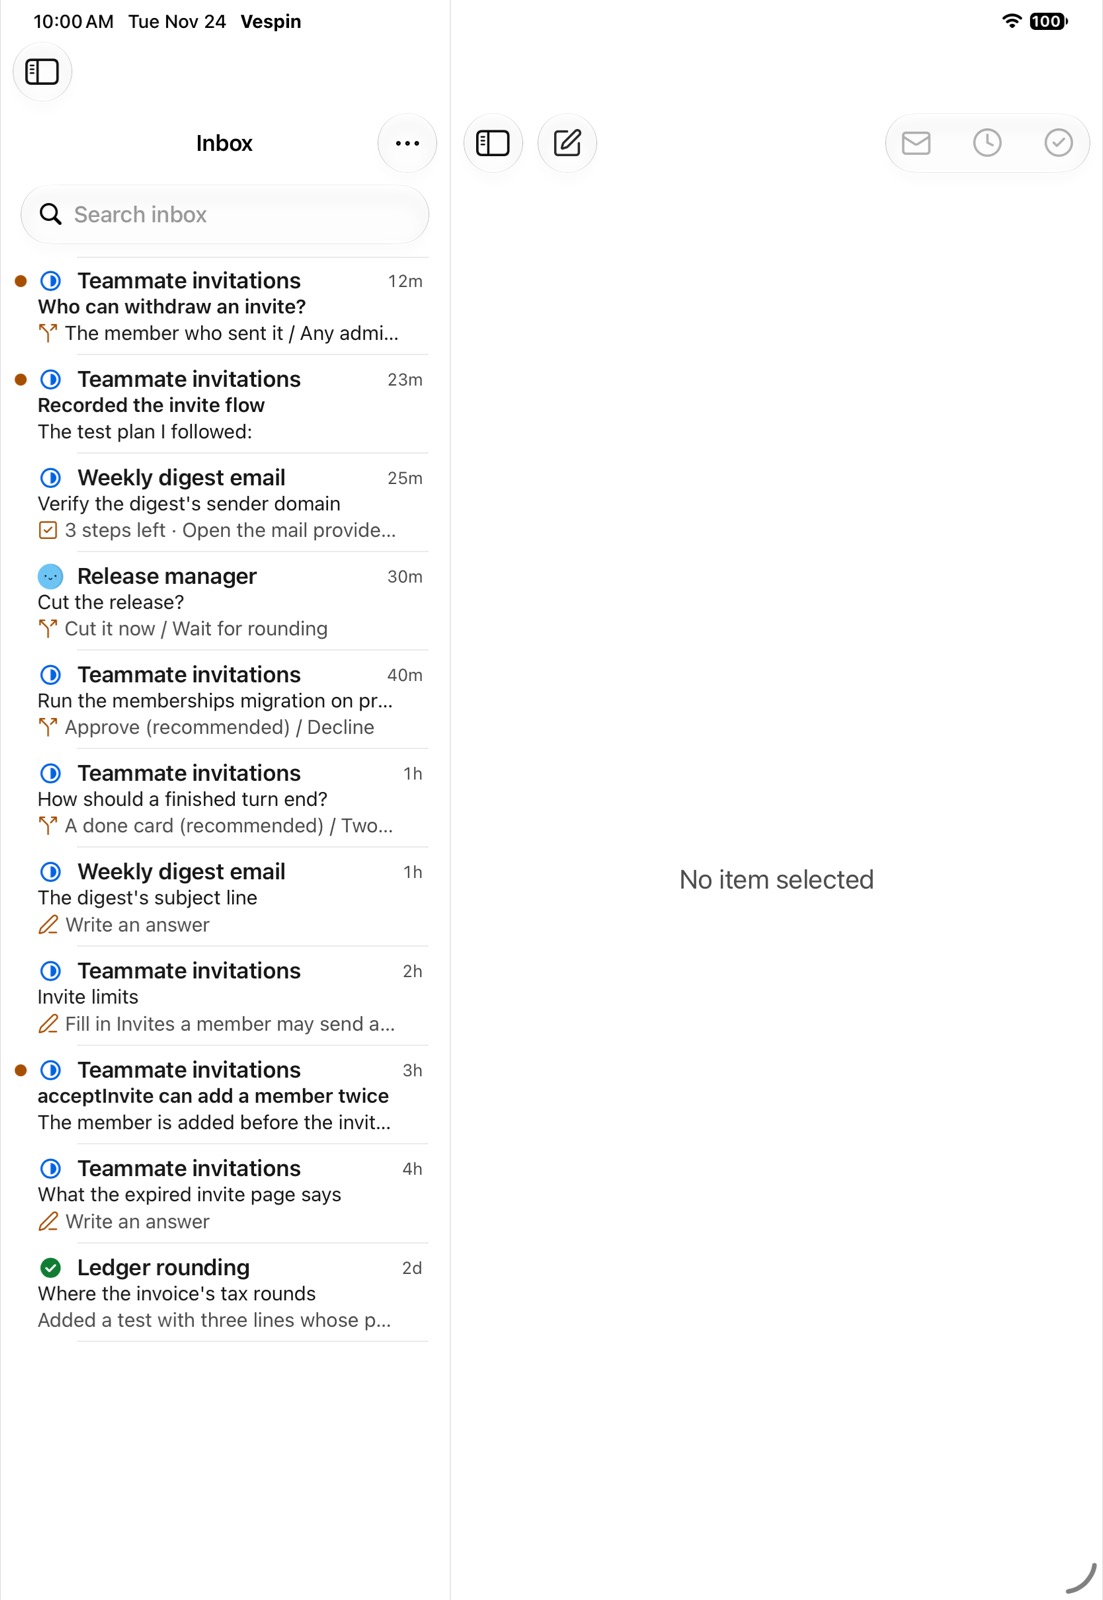 10:00 AM Tue Nov 24 Vespin
100
Inbox
Search inbox
Teammate invitations 12m
Who can withdraw an invite?
The member who sent it / Any admi...
Teammate invitations 23m
Recorded the invite flow
The test plan I followed:
Weekly digest email 25m
Verify the digest's sender domain
3 steps left · Open the mail provide...
Release manager 30m
Cut the release?
Cut it now / Wait for rounding
Teammate invitations 40m
Run the memberships migration on pr...
Approve (recommended) / Decline
Teammate invitations 1h
How should a finished turn end?
A done card (recommended) / Two...
Weekly digest email 1h
The digest's subject line
Write an answer
Teammate invitations 2h
Invite limits
Fill in Invites a member may send a...
Teammate invitations 3h
acceptInvite can add a member twice
The member is added before the invit...
Teammate invitations 4h
What the expired invite page says
Write an answer
Ledger rounding 2d
Where the invoice's tax rounds
Added a test with three lines whose p...
No item selected